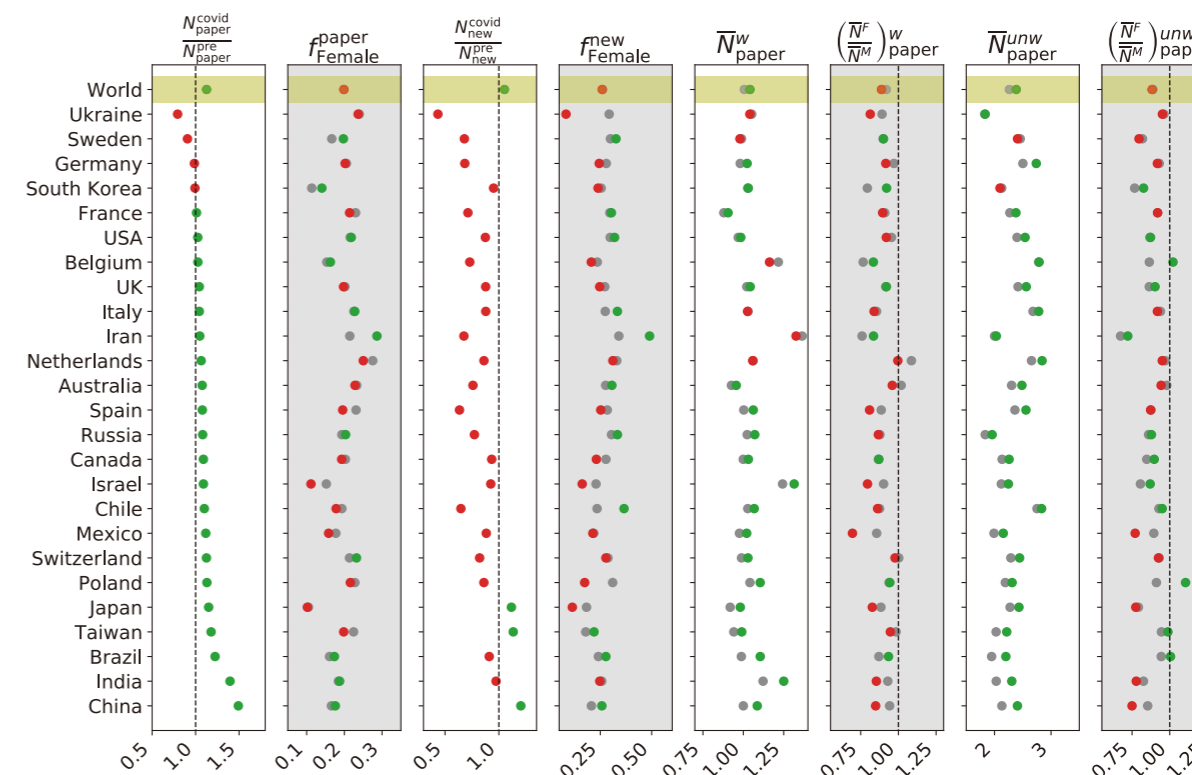 N^covid_paper / N^pre_paper
f^paper_Female
N^covid_new / N^pre_new
f^new_Female
N̅^w_paper
(N̅^F / N̅^M)^w_paper
N̅^unw_paper
(N̅^F / N̅^M)^unw_pap
World
Ukraine
Sweden
Germany
South Korea
France
USA
Belgium
UK
Italy
Iran
Netherlands
Australia
Spain
Russia
Canada
Israel
Chile
Mexico
Switzerland
Poland
Japan
Taiwan
Brazil
India
China
0.5 1.0 1.5 0.1 0.2 0.3 0.5 1.0 0.25 0.50 0.75 1.00 1.25 0.75 1.00 1.25 2 3 0.75 1.00 1.25